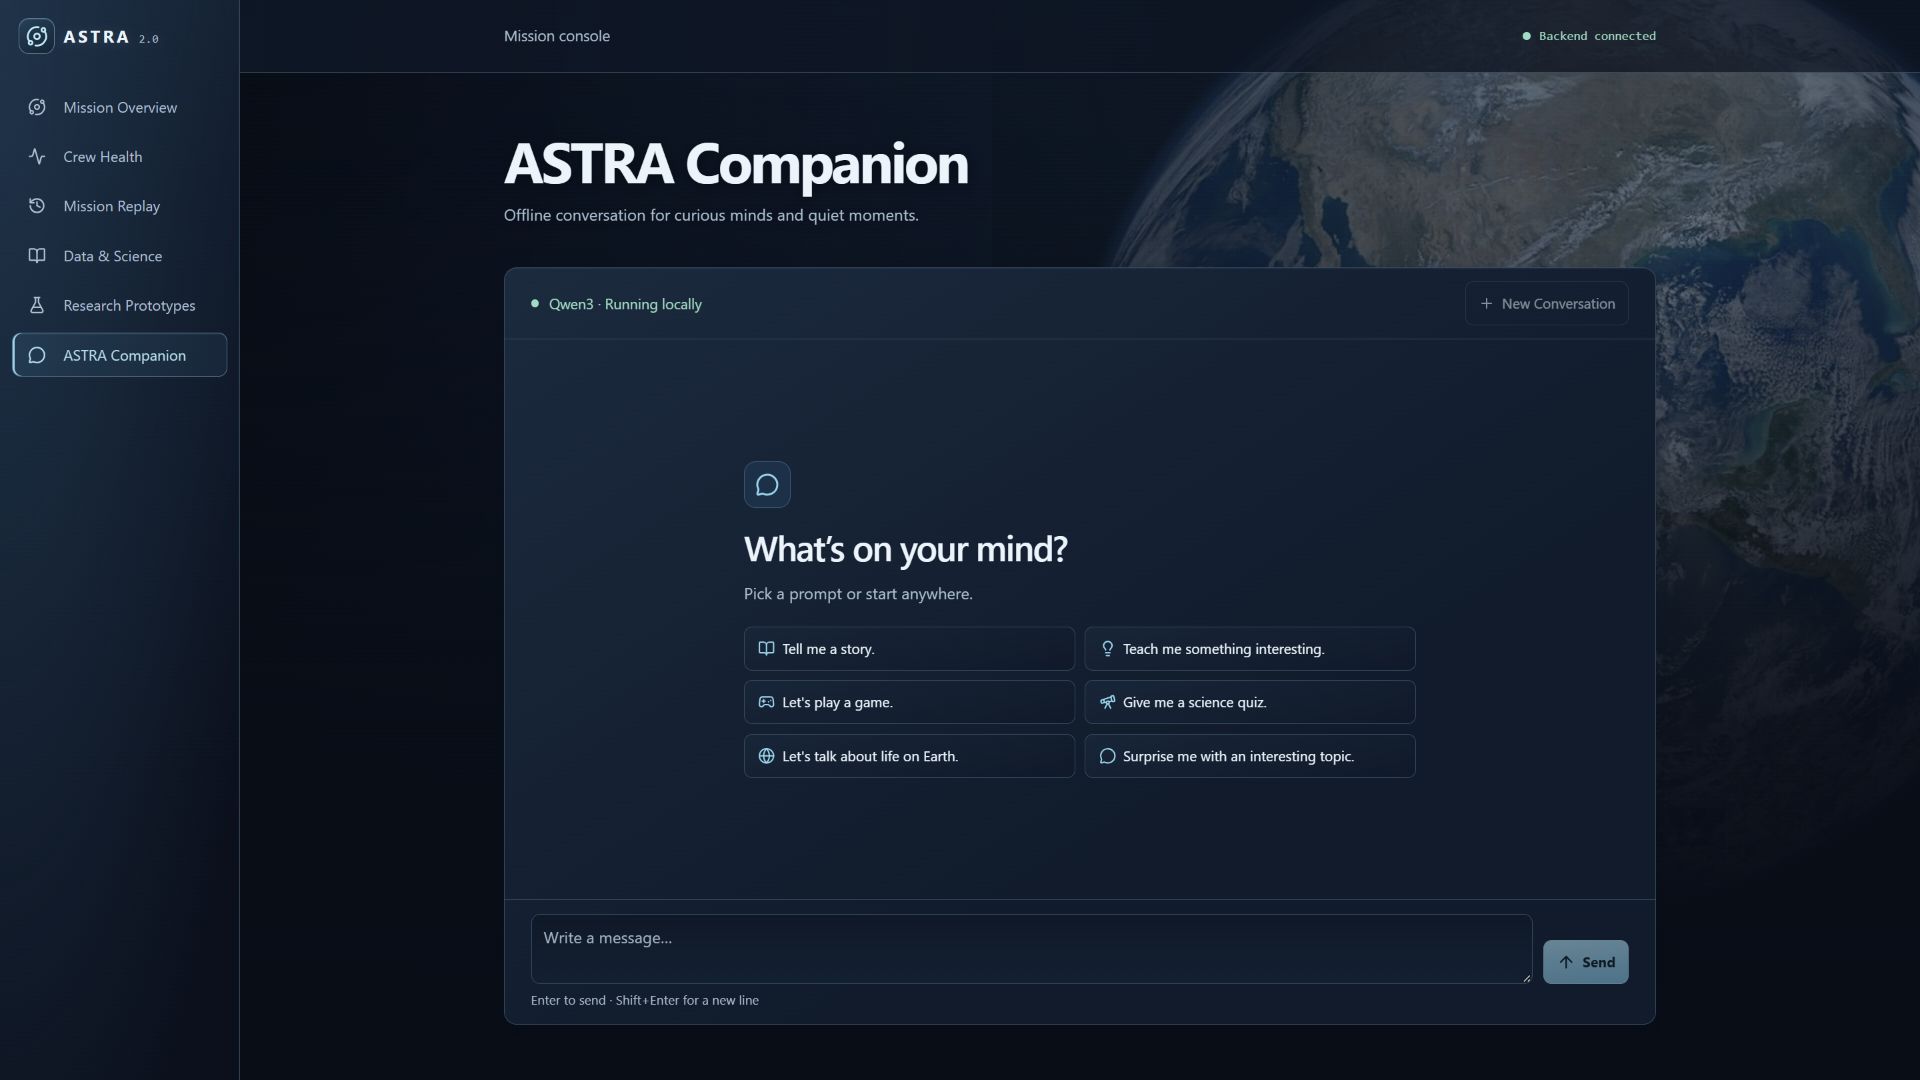 ASTRA 2.0
Mission Overview
Crew Health
Mission Replay
Data & Science
Research Prototypes
ASTRA Companion
Mission console
Backend connected
ASTRA Companion
Offline conversation for curious minds and quiet moments.
Qwen3 · Running locally
New Conversation
What’s on your mind?
Pick a prompt or start anywhere.
Tell me a story.
Teach me something interesting.
Let's play a game.
Give me a science quiz.
Let's talk about life on Earth.
Surprise me with an interesting topic.
Write a message...
Send
Enter to send · Shift+Enter for a new line